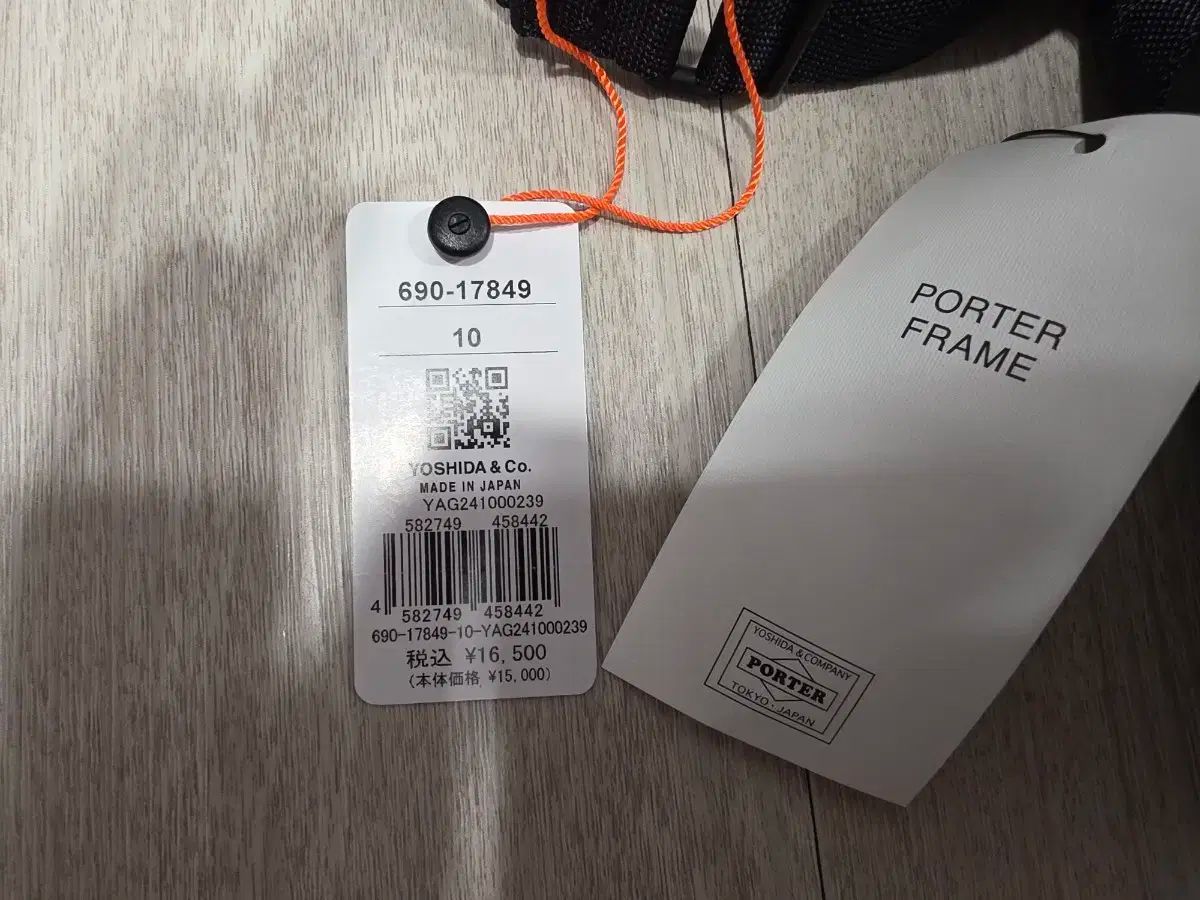 690-17849
10
YOSHIDA & Co.
MADE IN JAPAN
YAG241000239
582749 458442
4 582749 458442
690-17849-10-YAG241000239
税込 ¥16,500
(本体価格 ¥15,000)
PORTER
FRAME
YOSHIDA & COMPANY
PORTER
TOKYO・JAPAN